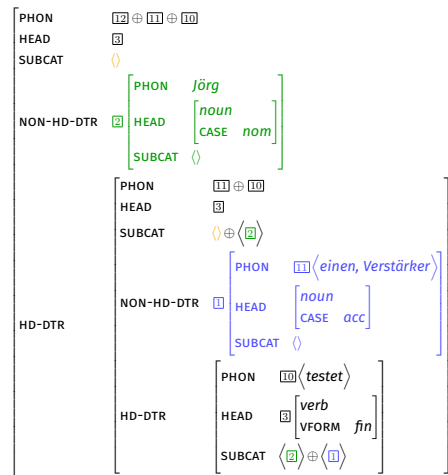 PHON 12 ⊕ 11 ⊕ 10
HEAD 3
SUBCAT ⟨⟩
NON-HD-DTR 2
PHON Jörg
HEAD noun
CASE nom
SUBCAT ⟨⟩
HD-DTR
PHON 11 ⊕ 10
HEAD 3
SUBCAT ⟨⟩ ⊕ ⟨2⟩
NON-HD-DTR 1
PHON 11 ⟨einen, Verstärker⟩
HEAD noun
CASE acc
SUBCAT ⟨⟩
HD-DTR
PHON 10 ⟨testet⟩
HEAD 3 verb
VFORM fin
SUBCAT ⟨2⟩ ⊕ ⟨1⟩